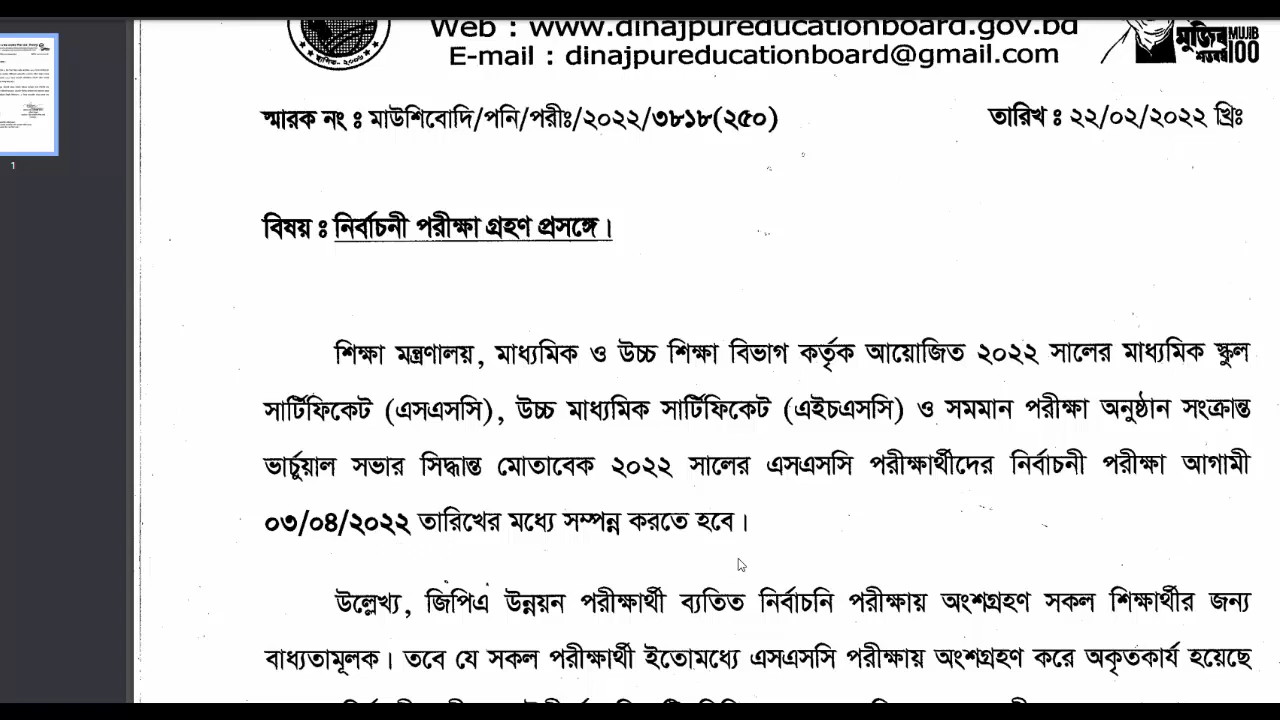 Web : www.dinajpureducationboard.gov.bd
E-mail : dinajpureducationboard@gmail.com
মুজিব শতবর্ষ MUJIB 100
স্মারক নং ঃ মাউশিবোদি/পনি/পরীঃ/২০২২/৩৮১৮(২৫০)
তারিখ ঃ ২২/০২/২০২২ খ্রিঃ
বিষয় ঃ নির্বাচনী পরীক্ষা গ্রহণ প্রসঙ্গে।
শিক্ষা মন্ত্রণালয়, মাধ্যমিক ও উচ্চ শিক্ষা বিভাগ কর্তৃক আয়োজিত ২০২২ সালের মাধ্যমিক স্কুল
সার্টিফিকেট (এসএসসি), উচ্চ মাধ্যমিক সার্টিফিকেট (এইচএসসি) ও সমমান পরীক্ষা অনুষ্ঠান সংক্রান্ত
ভার্চুয়াল সভার সিদ্ধান্ত মোতাবেক ২০২২ সালের এসএসসি পরীক্ষার্থীদের নির্বাচনী পরীক্ষা আগামী
০৩/০৪/২০২২ তারিখের মধ্যে সম্পন্ন করতে হবে।
উল্লেখ্য, জিপিএ উন্নয়ন পরীক্ষার্থী ব্যতিত নির্বাচনি পরীক্ষায় অংশগ্রহণ সকল শিক্ষার্থীর জন্য
বাধ্যতামূলক। তবে যে সকল পরীক্ষার্থী ইতোমধ্যে এসএসসি পরীক্ষায় অংশগ্রহণ করে অকৃতকার্য হয়েছে
1